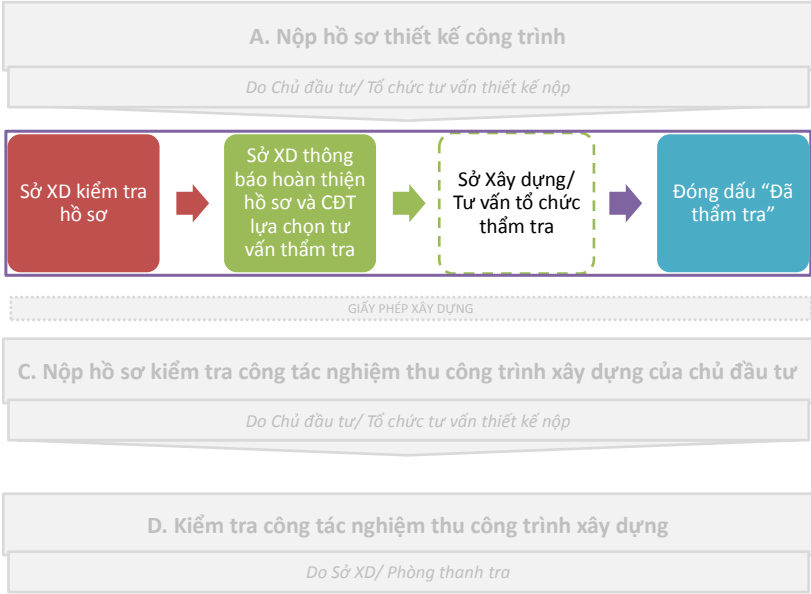 A. Nộp hồ sơ thiết kế công trình
Do Chủ đầu tư/ Tổ chức tư vấn thiết kế nộp
Sở XD kiểm tra
hồ sơ
Sở XD thông
báo hoàn thiện
hồ sơ và CĐT
lựa chọn tư
vấn thẩm tra
Sở Xây dựng/
Tư vấn tổ chức
thẩm tra
Đóng dấu “Đã
thẩm tra”
GIẤY PHÉP XÂY DỰNG
C. Nộp hồ sơ kiểm tra công tác nghiệm thu công trình xây dựng của chủ đầu tư
Do Chủ đầu tư/ Tổ chức tư vấn thiết kế nộp
D. Kiểm tra công tác nghiệm thu công trình xây dựng
Do Sở XD/ Phòng thanh tra